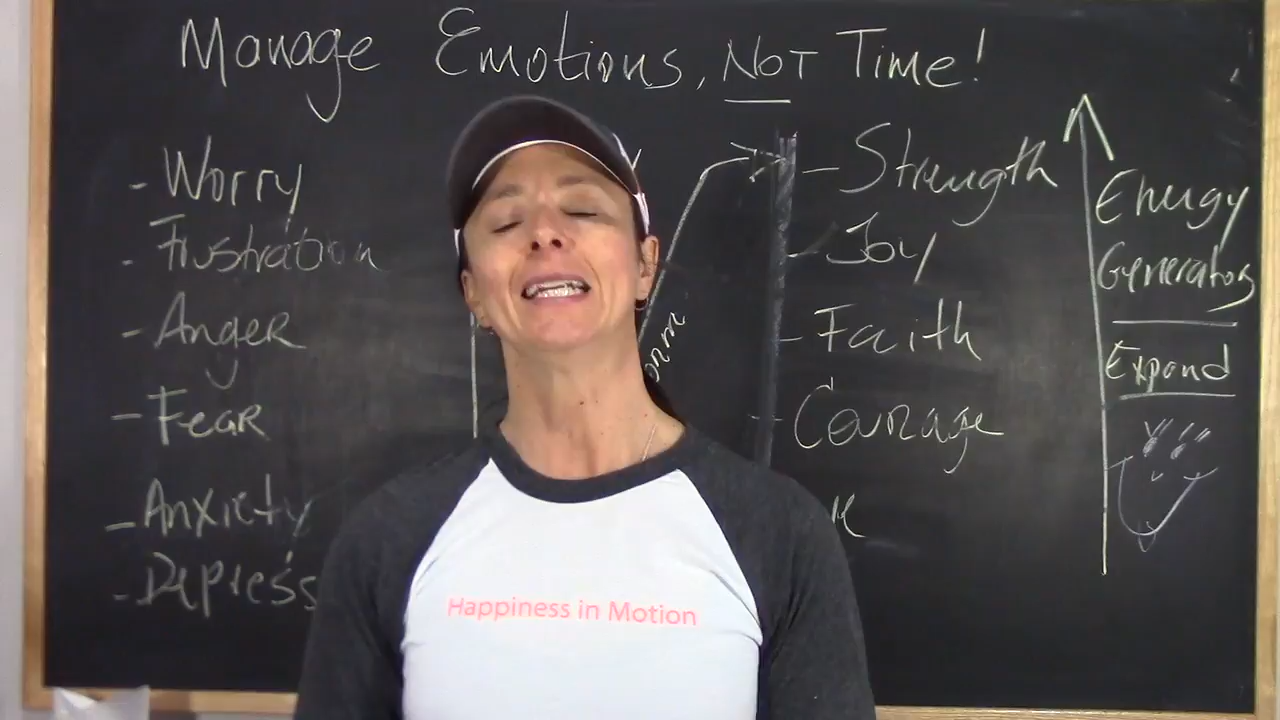 Manage Emotions, NOT Time!
- Worry
- Frustration
- Anger
- Fear
- Anxiety
- Depress
- Strength
- Joy
- Faith
- Courage
Energy
Generators
Expand
Happiness in Motion